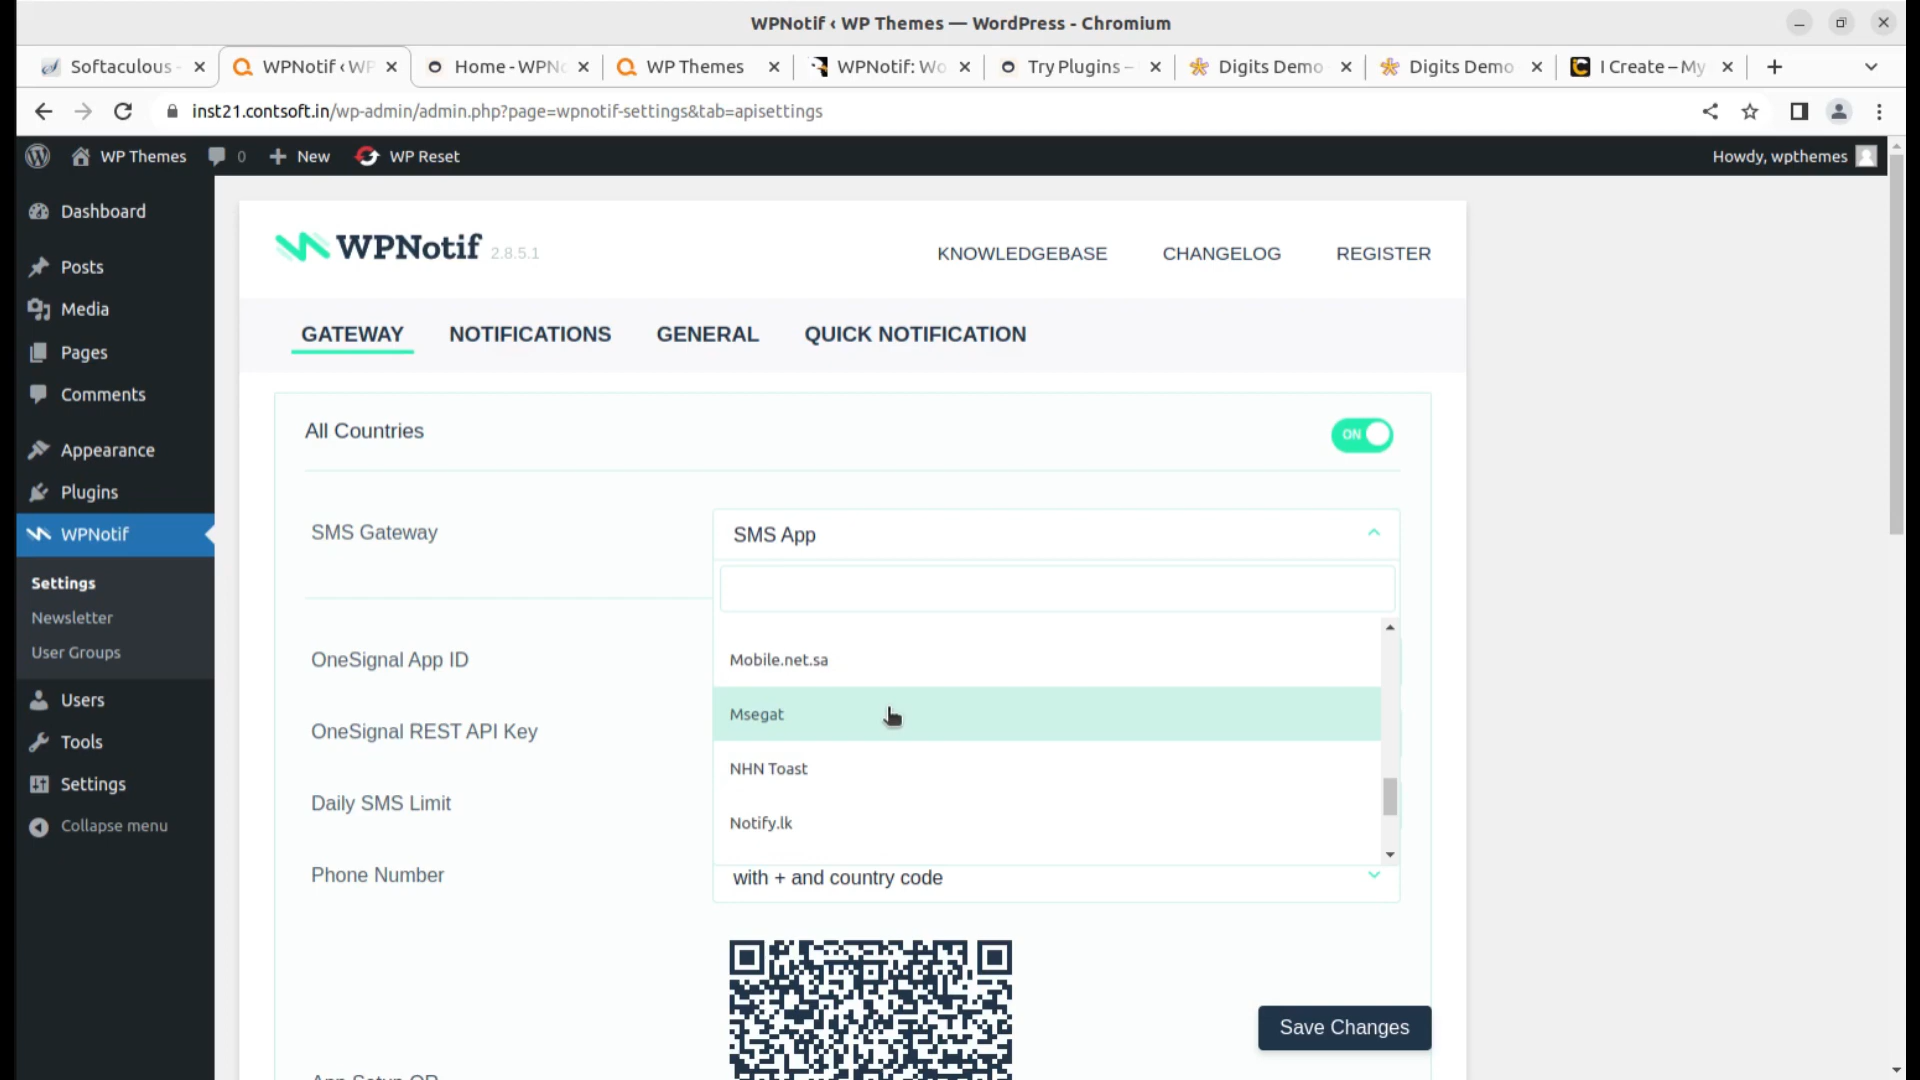 WPNotif ‹ WP Themes — WordPress - Chromium
Softaculous -
WPNotif ‹ WP
Home - WPNo
WP Themes
WPNotif: Wo
Try Plugins –
Digits Demo
Digits Demo
I Create – My
inst21.contsoft.in/wp-admin/admin.php?page=wpnotif-settings&tab=apisettings
WP Themes
0
New
WP Reset
Howdy, wpthemes
Dashboard
Posts
Media
Pages
Comments
Appearance
Plugins
WPNotif
Settings
Newsletter
User Groups
Users
Tools
Settings
Collapse menu
WPNotif 2.8.5.1
KNOWLEDGEBASE
CHANGELOG
REGISTER
GATEWAY
NOTIFICATIONS
GENERAL
QUICK NOTIFICATION
All Countries
ON
SMS Gateway
SMS App
Mobile.net.sa
Msegat
NHN Toast
Notify.lk
OneSignal App ID
OneSignal REST API Key
Daily SMS Limit
Phone Number
with + and country code
Save Changes
App Setup QR